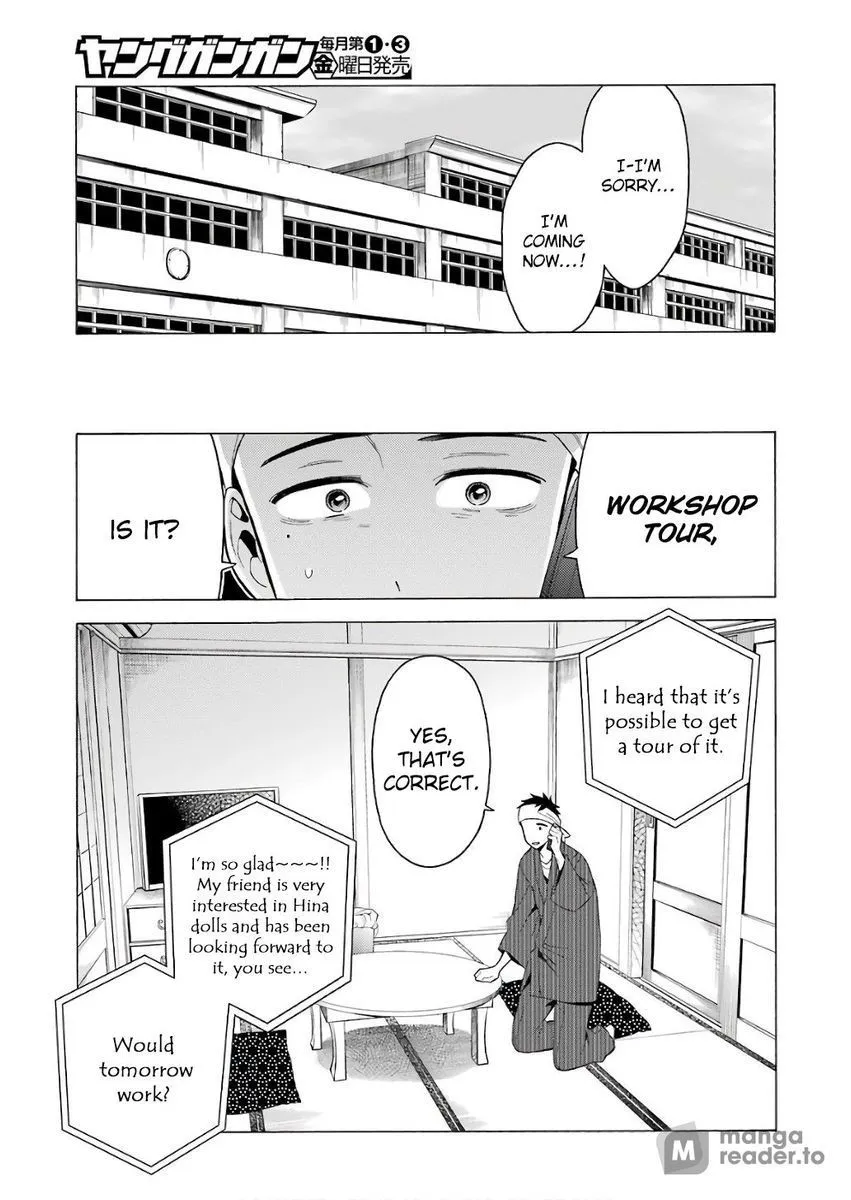 ヤングガンガン
毎月第❶・❸
金曜日発売
I-I'M
SORRY...
I'M
COMING
NOW...!
WORKSHOP
TOUR,
IS IT?
I heard that it's
possible to get
a tour of it.
YES,
THAT'S
CORRECT.
I'm so glad~~~!!
My friend is very
interested in Hina
dolls and has been
looking forward to
it, you see...
Would
tomorrow
work?
M manga
reader.to